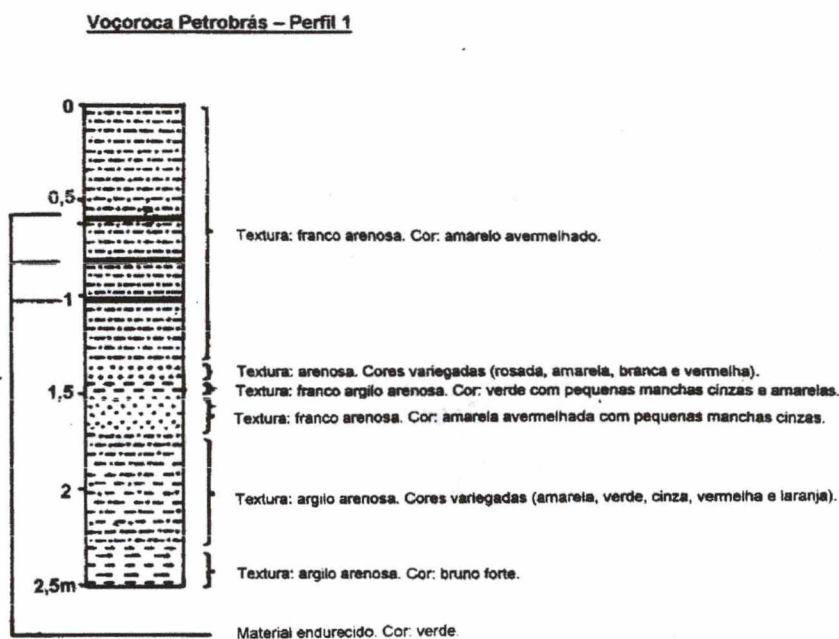 Voçoroca Petrobrás – Perfil 1
0
0,5
1
1,5
2
2,5m
Textura: franco arenosa. Cor: amarelo avermelhado.
Textura: arenosa. Cores variegadas (rosada, amarela, branca e vermelha).
Textura: franco argilo arenosa. Cor: verde com pequenas manchas cinzas e amarelas.
Textura: franco arenosa. Cor: amarela avermelhada com pequenas manchas cinzas.
Textura: argilo arenosa. Cores variegadas (amarela, verde, cinza, vermelha e laranja).
Textura: argilo arenosa. Cor: bruno forte.
Material endurecido. Cor: verde.